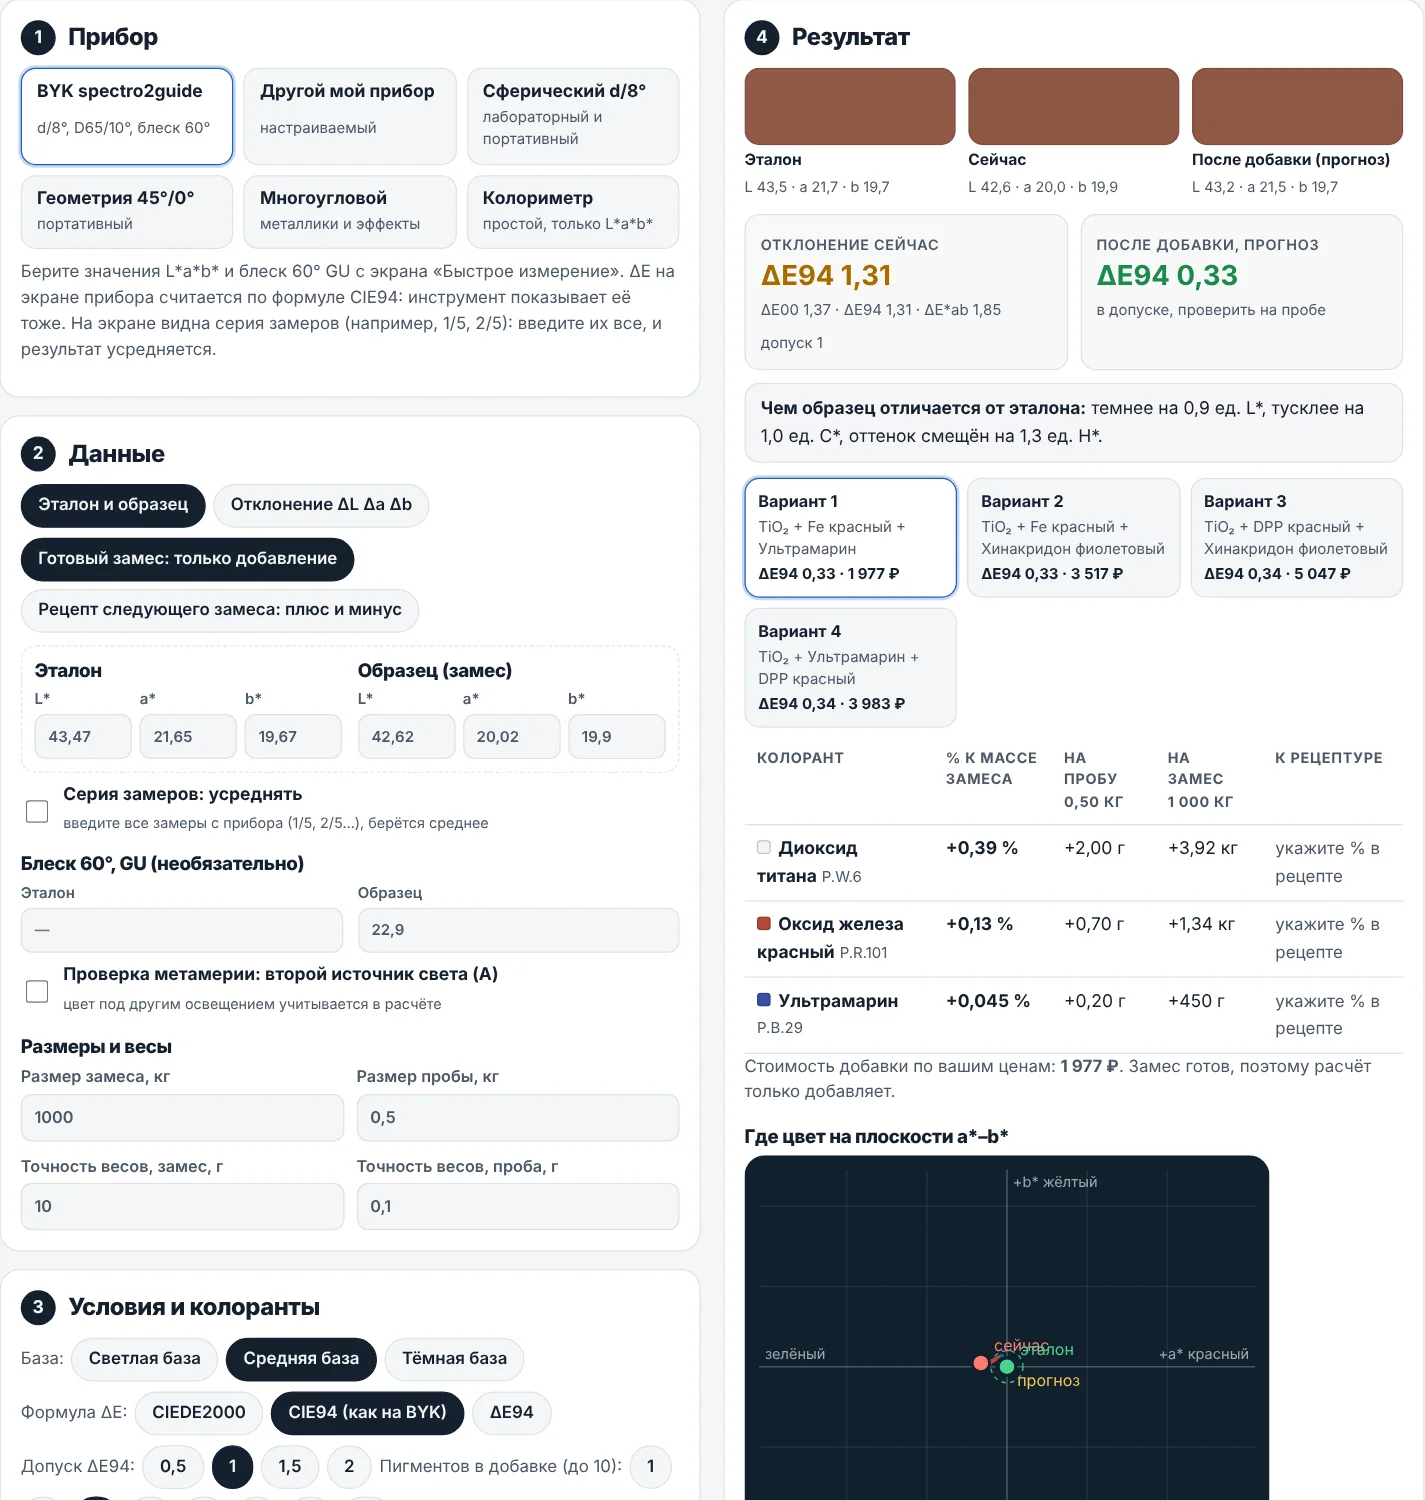 1 Прибор
BYK spectro2guide
d/8°, D65/10°, блеск 60°
Другой мой прибор
настраиваемый
Сферический d/8°
лабораторный и
портативный
Геометрия 45°/0°
портативный
Многоугловой
металлики и эффекты
Колориметр
простой, только L*a*b*
Берите значения L*a*b* и блеск 60° GU с экрана «Быстрое измерение». ΔE на
экране прибора считается по формуле CIE94: инструмент показывает её
тоже. На экране видна серия замеров (например, 1/5, 2/5): введите их все, и
результат усредняется.
2 Данные
Эталон и образец
Отклонение ΔL Δa Δb
Готовый замес: только добавление
Рецепт следующего замеса: плюс и минус
Эталон
L* a* b*
43,47 21,65 19,67
Образец (замес)
L* a* b*
42,62 20,02 19,9
Серия замеров: усреднять
введите все замеры с прибора (1/5, 2/5...), берётся среднее
Блеск 60°, GU (необязательно)
Эталон Образец
— 22,9
Проверка метамерии: второй источник света (A)
цвет под другим освещением учитывается в расчёте
Размеры и весы
Размер замеса, кг Размер пробы, кг
1000 0,5
Точность весов, замес, г Точность весов, проба, г
10 0,1
3 Условия и колоранты
База: Светлая база Средняя база Тёмная база
Формула ΔE: CIEDE2000 CIE94 (как на BYK) ΔE94
Допуск ΔE94: 0,5 1 1,5 2 Пигментов в добавке (до 10): 1
4 Результат
Эталон
L 43,5 · a 21,7 · b 19,7
Сейчас
L 42,6 · a 20,0 · b 19,9
После добавки (прогноз)
L 43,2 · a 21,5 · b 19,7
ОТКЛОНЕНИЕ СЕЙЧАС
ΔE94 1,31
ΔE00 1,37 · ΔE94 1,31 · ΔE*ab 1,85
допуск 1
ПОСЛЕ ДОБАВКИ, ПРОГНОЗ
ΔE94 0,33
в допуске, проверить на пробе
Чем образец отличается от эталона: темнее на 0,9 ед. L*, тусклее на
1,0 ед. C*, оттенок смещён на 1,3 ед. H*.
Вариант 1
TiO₂ + Fe красный +
Ультрамарин
ΔE94 0,33 · 1 977 ₽
Вариант 2
TiO₂ + Fe красный +
Хинакридон фиолетовый
ΔE94 0,33 · 3 517 ₽
Вариант 3
TiO₂ + DPP красный +
Хинакридон фиолетовый
ΔE94 0,34 · 5 047 ₽
Вариант 4
TiO₂ + Ультрамарин +
DPP красный
ΔE94 0,34 · 3 983 ₽
КОЛОРАНТ % К МАССЕ НА НА К РЕЦЕПТУРЕ
ЗАМЕСА ПРОБУ ЗАМЕС
0,50 КГ 1 000 КГ
Диоксид +0,39 % +2,00 г +3,92 кг укажите % в
титана P.W.6 рецепте
Оксид железа +0,13 % +0,70 г +1,34 кг укажите % в
красный P.R.101 рецепте
Ультрамарин +0,045 % +0,20 г +450 г укажите % в
P.B.29 рецепте
Стоимость добавки по вашим ценам: 1 977 ₽. Замес готов, поэтому расчёт
только добавляет.
Где цвет на плоскости a*–b*
+b* жёлтый
сейчас
эталон
зелёный +a* красный
прогноз